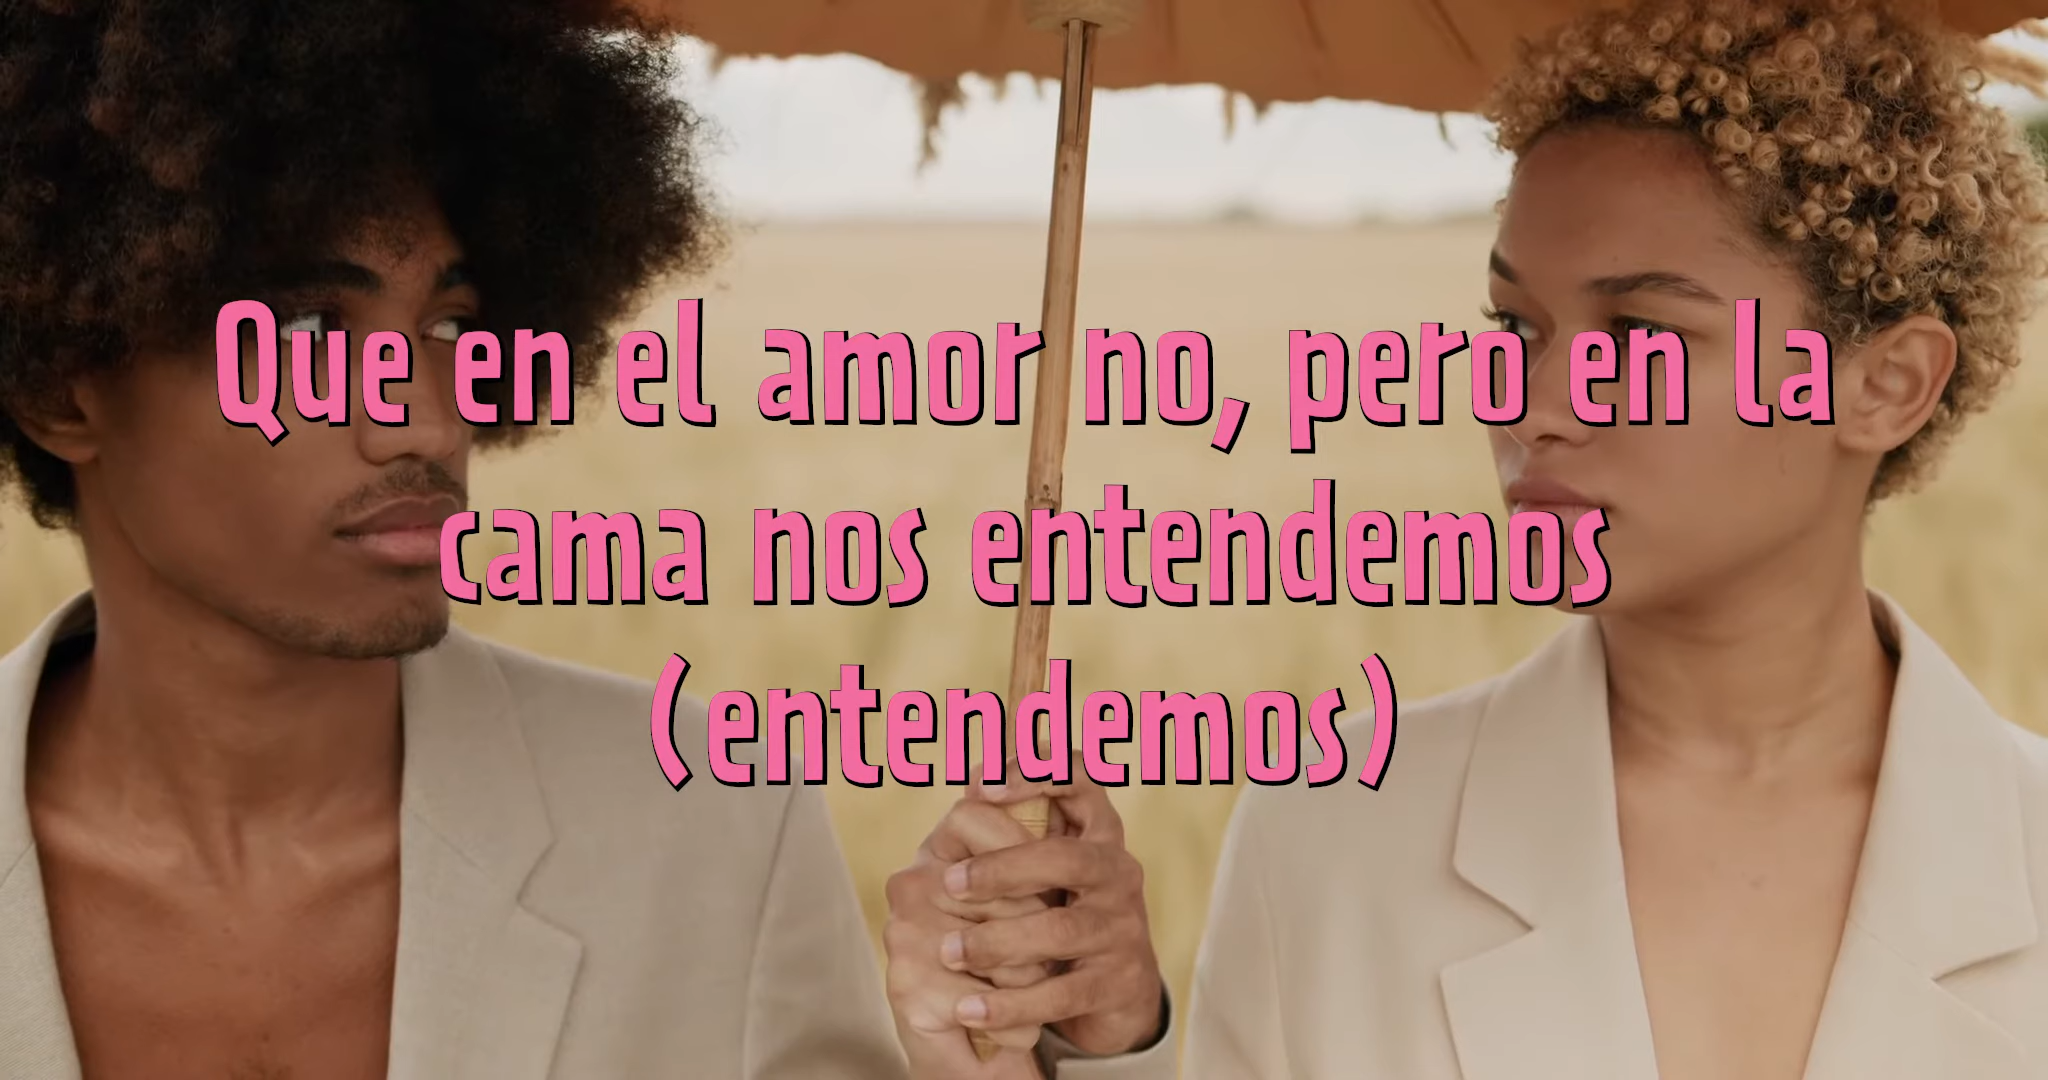 Que en el amor no, pero en la
cama nos entendemos
(entendemos)